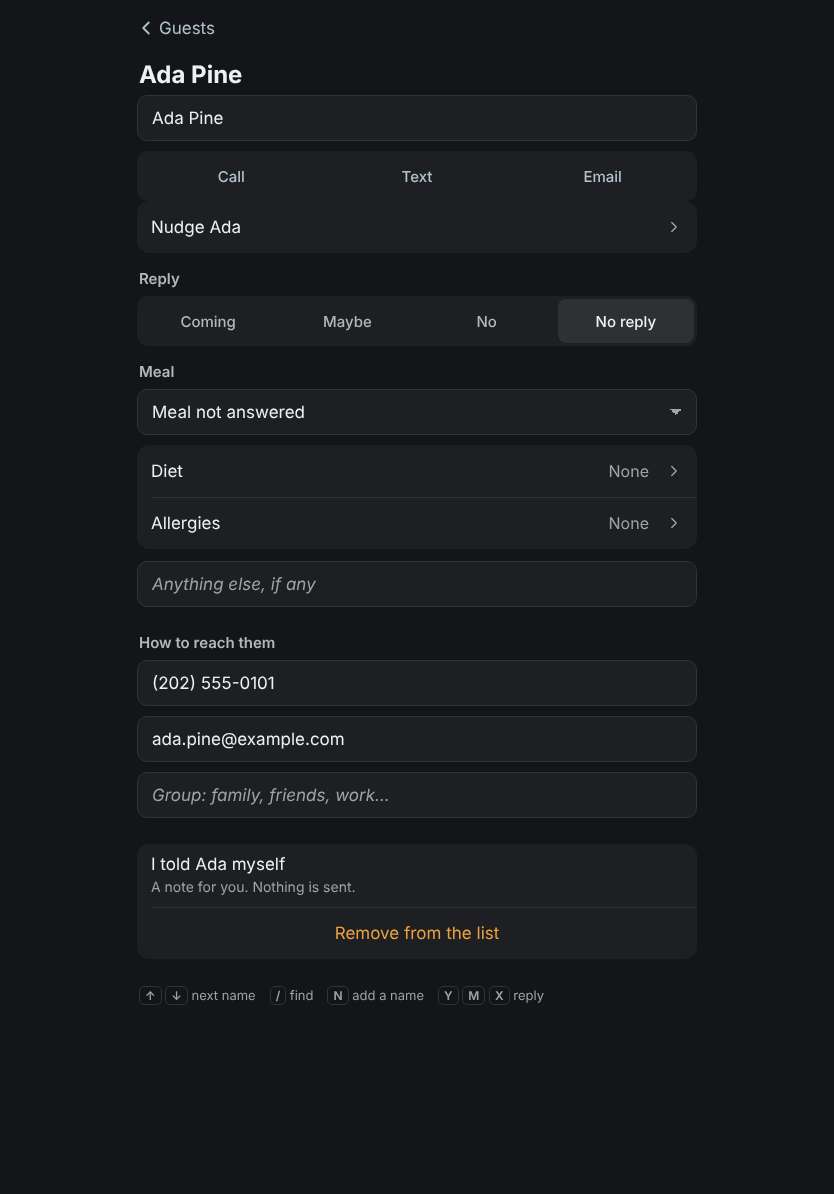 Guests
Ada Pine
Ada Pine
Call Text Email
Nudge Ada
Reply
Coming Maybe No No reply
Meal
Meal not answered
Diet None
Allergies None
Anything else, if any
How to reach them
(202) 555-0101
ada.pine@example.com
Group: family, friends, work...
I told Ada myself
A note for you. Nothing is sent.
Remove from the list
↑ ↓ next name / find N add a name Y M X reply